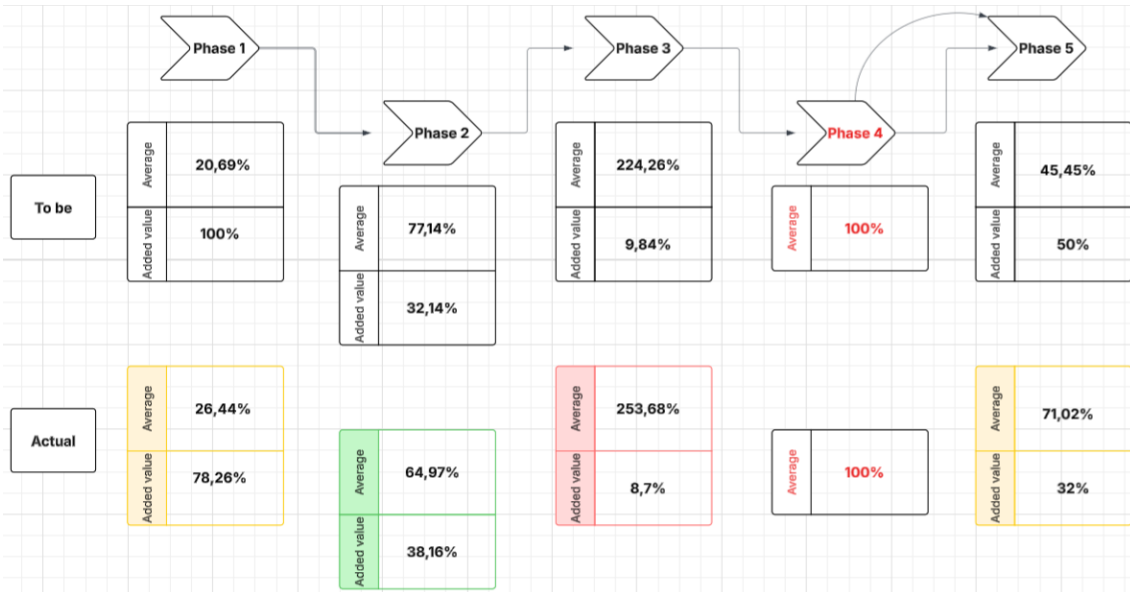 Phase 1
Phase 2
Phase 3
Phase 4
Phase 5
To be
Average
20,69%
Added value
100%
Average
77,14%
Added value
32,14%
Average
224,26%
Added value
9,84%
Average
100%
Average
45,45%
Added value
50%
Actual
Average
26,44%
Added value
78,26%
Average
64,97%
Added value
38,16%
Average
253,68%
Added value
8,7%
Average
100%
Average
71,02%
Added value
32%